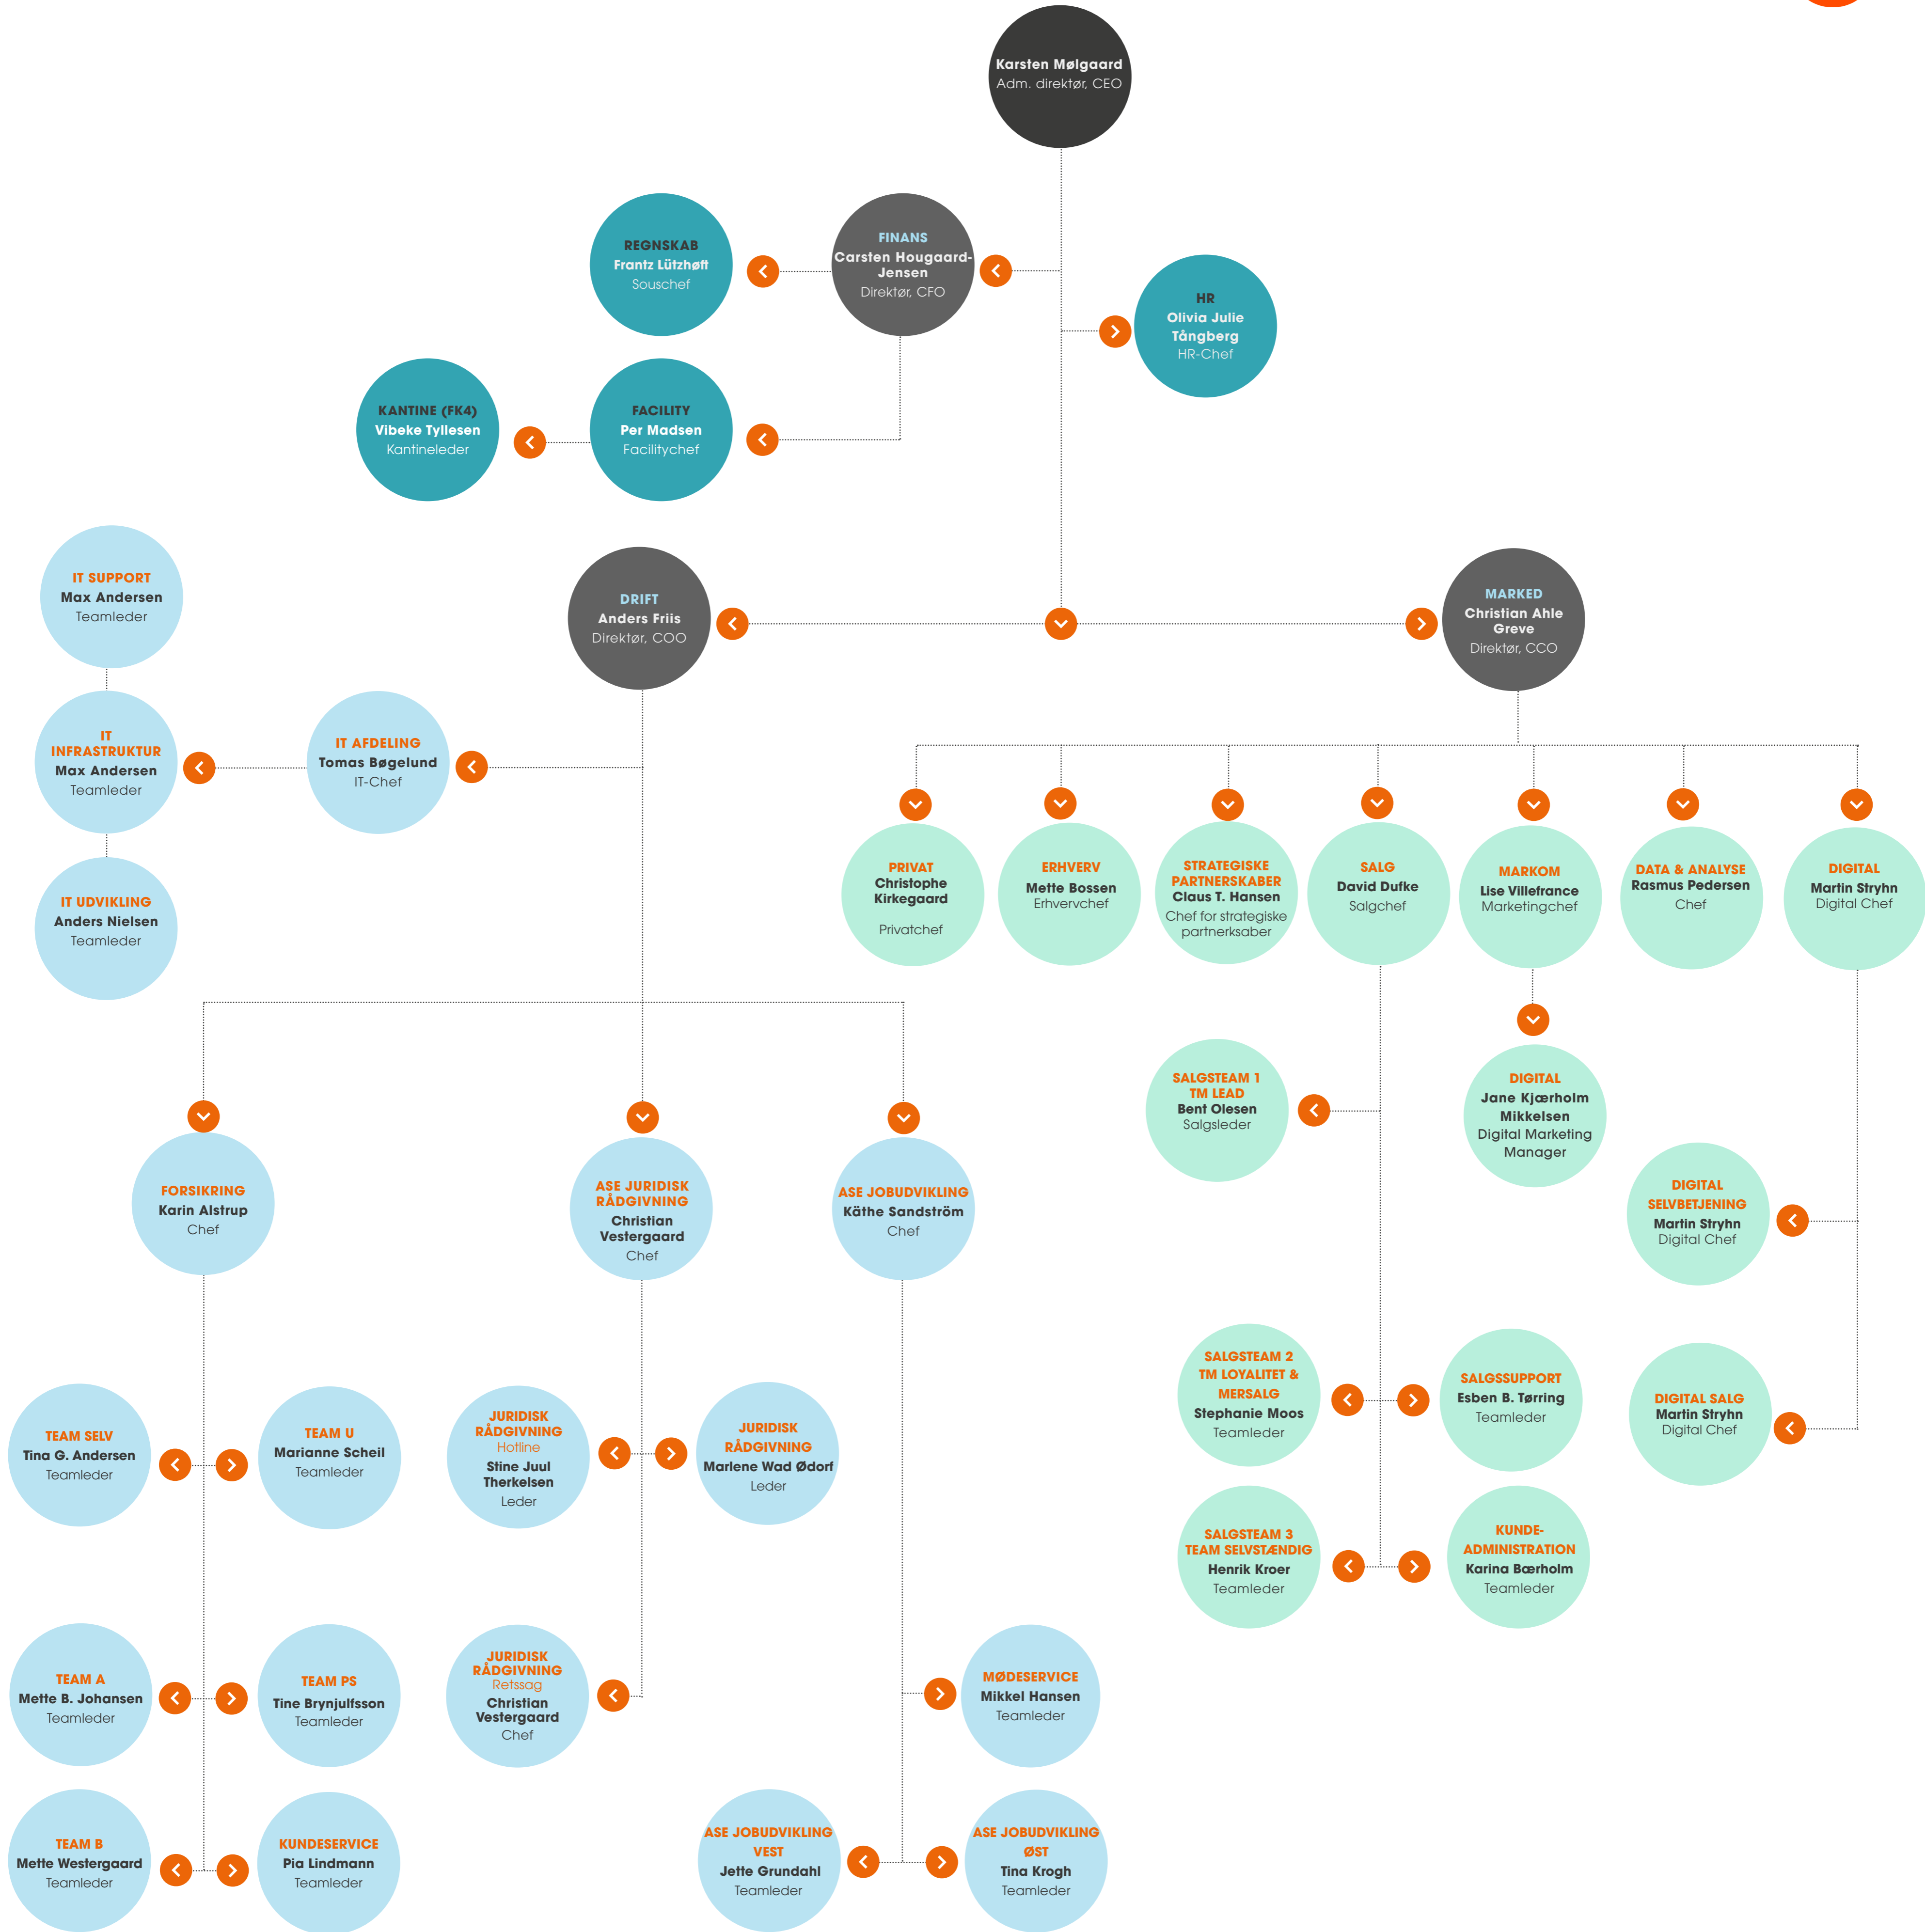 Karsten Mølgaard
Adm. direktør, CEO
REGNSKAB
Frantz Lützhøft
Souschef
FINANS
Carsten Hougaard-
Jensen
Direktør, CFO
HR
Olivia Julie
Tångberg
HR-Chef
KANTINE (FK4)
Vibeke Tyllesen
Kantineleder
FACILITY
Per Madsen
Facilitychef
IT SUPPORT
Max Andersen
Teamleder
DRIFT
Anders Friis
Direktør, COO
MARKED
Christian Ahle
Greve
Direktør, CCO
IT
INFRASTRUKTUR
Max Andersen
Teamleder
IT AFDELING
Tomas Bøgelund
IT-Chef
IT UDVIKLING
Anders Nielsen
Teamleder
PRIVAT
Christophe
Kirkegaard
Privatchef
ERHVERV
Mette Bossen
Erhvervchef
STRATEGISKE
PARTNERSKABER
Claus T. Hansen
Chef for strategiske
partnerksaber
SALG
David Dufke
Salgchef
MARKOM
Lise Villefrance
Marketingchef
DATA & ANALYSE
Rasmus Pedersen
Chef
DIGITAL
Martin Stryhn
Digital Chef
SALGSTEAM 1
TM LEAD
Bent Olesen
Salgsleder
DIGITAL
Jane Kjærholm
Mikkelsen
Digital Marketing
Manager
FORSIKRING
Karin Alstrup
Chef
ASE JURIDISK
RÅDGIVNING
Christian
Vestergaard
Chef
ASE JOBUDVIKLING
Käthe Sandström
Chef
DIGITAL
SELVBETJENING
Martin Stryhn
Digital Chef
SALGSTEAM 2
TM LOYALITET &
MERSALG
Stephanie Moos
Teamleder
SALGSSUPPORT
Esben B. Tørring
Teamleder
DIGITAL SALG
Martin Stryhn
Digital Chef
TEAM SELV
Tina G. Andersen
Teamleder
TEAM U
Marianne Scheil
Teamleder
JURIDISK
RÅDGIVNING
Hotline
Stine Juul
Therkelsen
Leder
JURIDISK
RÅDGIVNING
Marlene Wad Ødorf
Leder
SALGSTEAM 3
TEAM SELVSTÆNDIG
Henrik Kroer
Teamleder
KUNDE-
ADMINISTRATION
Karina Bærholm
Teamleder
TEAM A
Mette B. Johansen
Teamleder
TEAM PS
Tine Brynjulfsson
Teamleder
JURIDISK
RÅDGIVNING
Retssag
Christian
Vestergaard
Chef
MØDESERVICE
Mikkel Hansen
Teamleder
TEAM B
Mette Westergaard
Teamleder
KUNDESERVICE
Pia Lindmann
Teamleder
ASE JOBUDVIKLING
VEST
Jette Grundahl
Teamleder
ASE JOBUDVIKLING
ØST
Tina Krogh
Teamleder